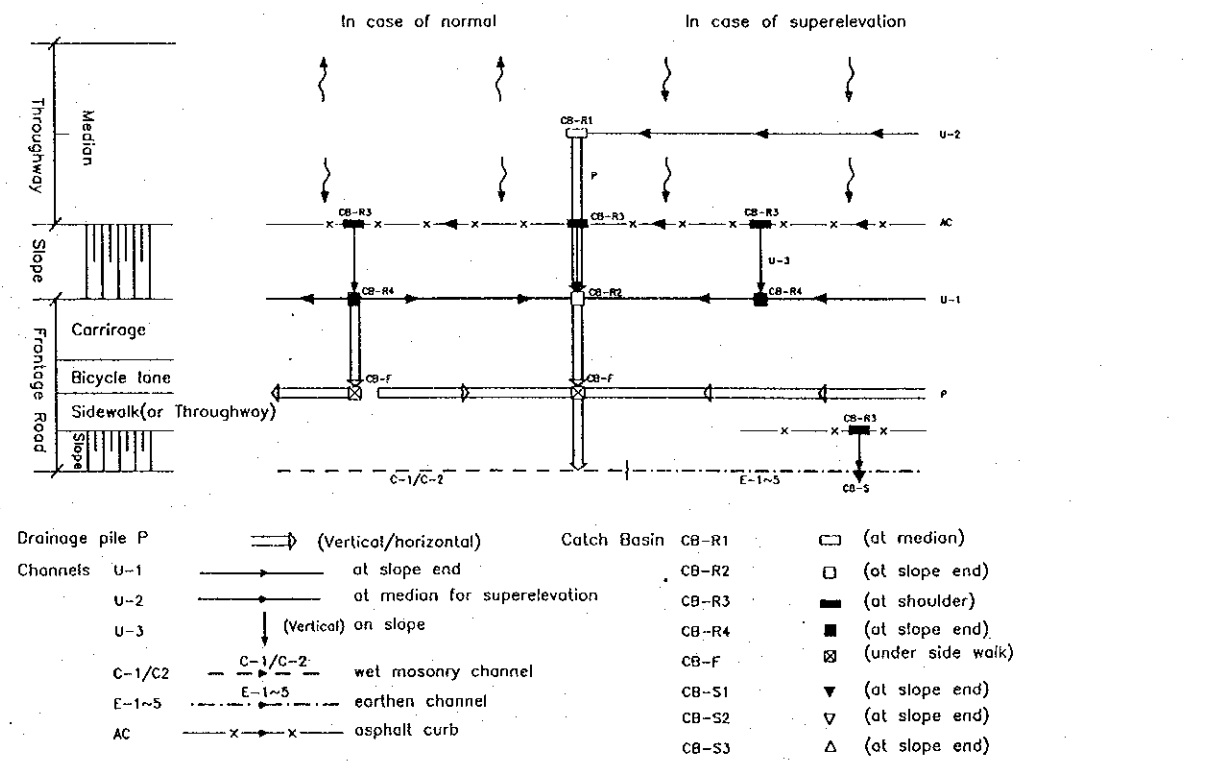 In case of normal
In case of superelevation
Throughway
Median
CB-R1
U-2
P
CB-R3
CB-R3
CB-R3
AC
Slope
U-3
CB-R4
CB-R2
CB-R4
U-1
Frontage Road
Carrirage
Bicycle lane
CB-F
CB-F
P
Sidewalk(or Throughway)
CB-R3
Slope
C-1/C-2
E-1~5
CB-S
Drainage pile P
(Vertical/horizontal)
Channels U-1 at slope end
U-2 at median for superelevation
U-3 (Vertical) on slope
C-1/C2 C-1/C-2 wet masonry channel
E-1~5 E-1~5 earthen channel
AC asphalt curb
Catch Basin CB-R1 (at median)
CB-R2 (at slope end)
CB-R3 (at shoulder)
CB-R4 (at slope end)
CB-F (under side walk)
CB-S1 (at slope end)
CB-S2 (at slope end)
CB-S3 (at slope end)